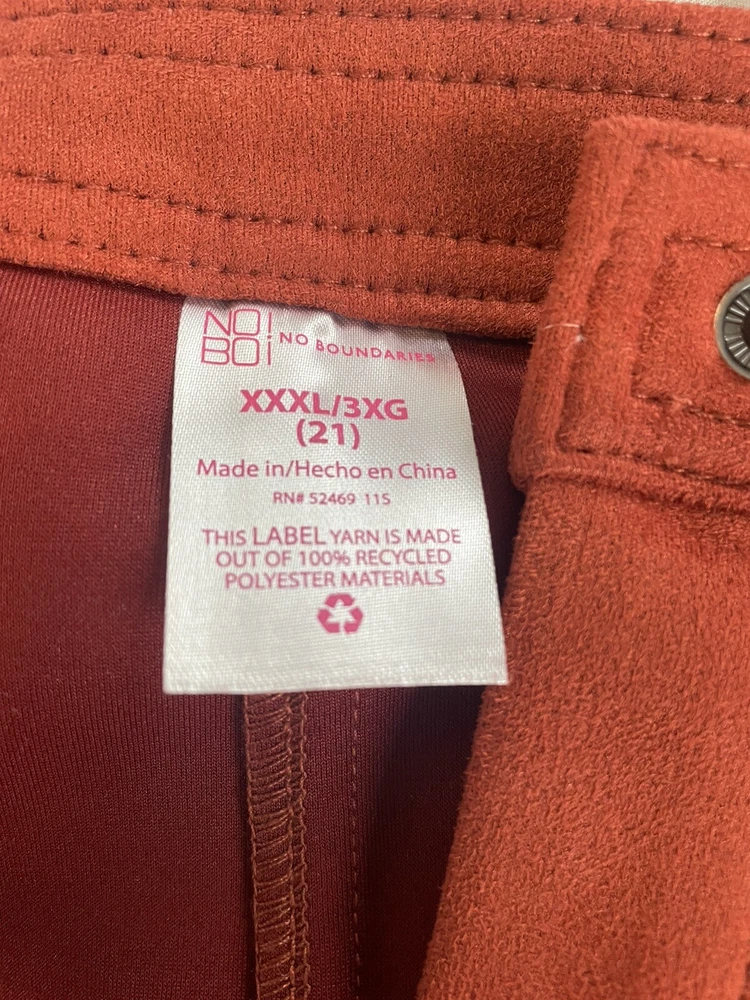 NO!
BOi NO BOUNDARIES
XXXL/3XG
(21)
Made in/Hecho en China
RN# 52469 11S
THIS LABEL YARN IS MADE
OUT OF 100% RECYCLED
POLYESTER MATERIALS